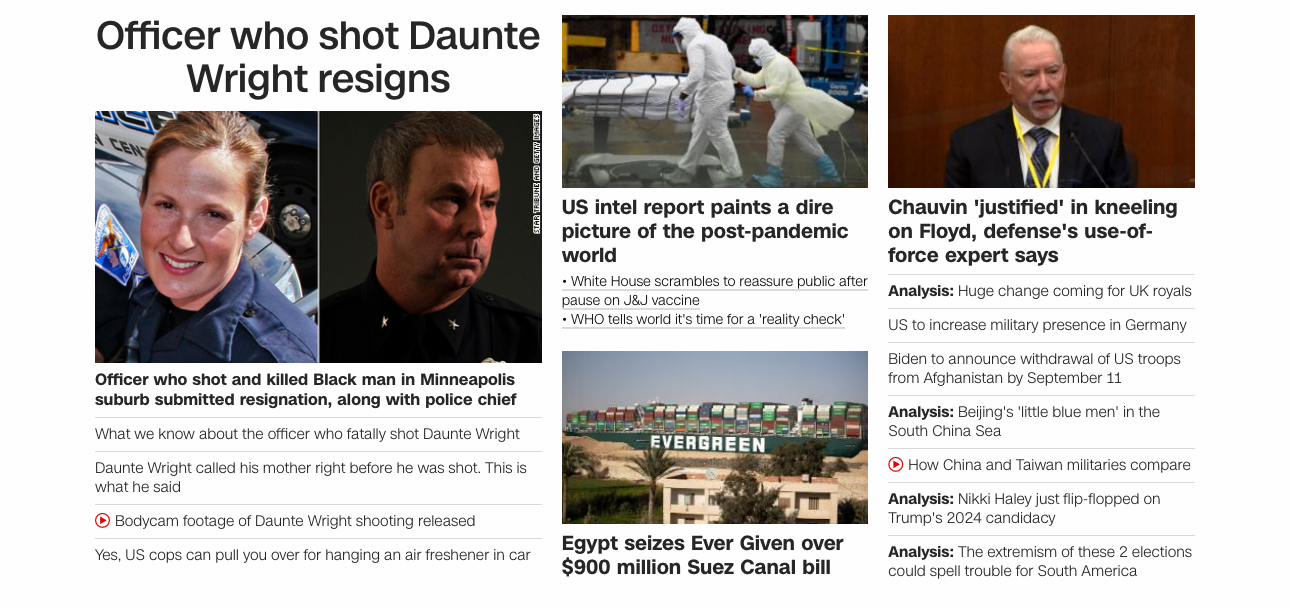 Officer who shot Daunte
Wright resigns
STAR TRIBUNE AND GETTY IMAGES
Officer who shot and killed Black man in Minneapolis
suburb submitted resignation, along with police chief
What we know about the officer who fatally shot Daunte Wright
Daunte Wright called his mother right before he was shot. This is
what he said
Bodycam footage of Daunte Wright shooting released
Yes, US cops can pull you over for hanging an air freshener in car
US intel report paints a dire
picture of the post-pandemic
world
• White House scrambles to reassure public after
pause on J&J vaccine
• WHO tells world it's time for a 'reality check'
EVERGREEN
Egypt seizes Ever Given over
$900 million Suez Canal bill
Chauvin 'justified' in kneeling
on Floyd, defense's use-of-
force expert says
Analysis: Huge change coming for UK royals
US to increase military presence in Germany
Biden to announce withdrawal of US troops
from Afghanistan by September 11
Analysis: Beijing's 'little blue men' in the
South China Sea
How China and Taiwan militaries compare
Analysis: Nikki Haley just flip-flopped on
Trump's 2024 candidacy
Analysis: The extremism of these 2 elections
could spell trouble for South America